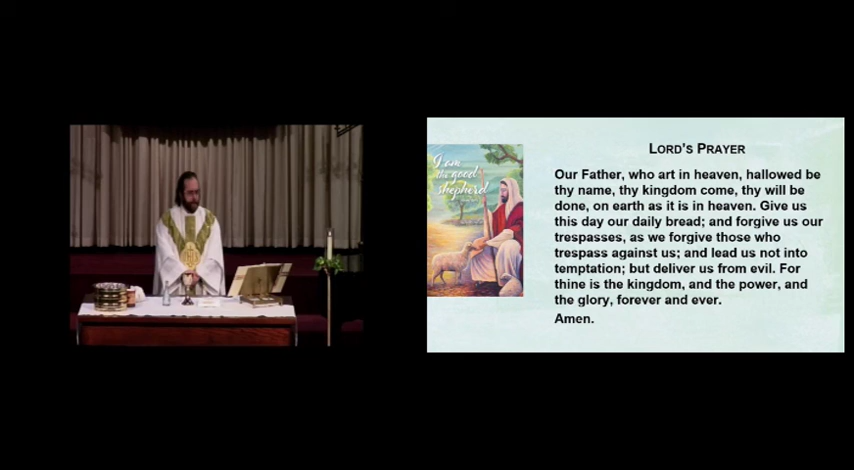 I am
the good
shepherd
LORD'S PRAYER
Our Father, who art in heaven, hallowed be
thy name, thy kingdom come, thy will be
done, on earth as it is in heaven. Give us
this day our daily bread; and forgive us our
trespasses, as we forgive those who
trespass against us; and lead us not into
temptation; but deliver us from evil. For
thine is the kingdom, and the power, and
the glory, forever and ever.
Amen.